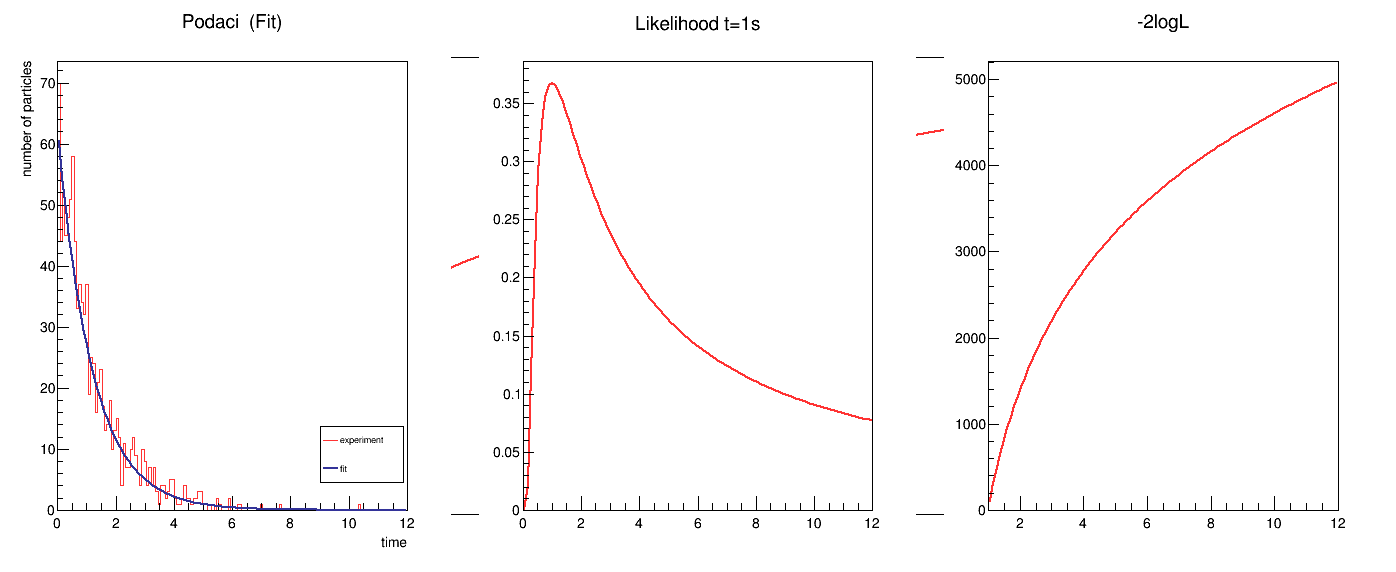 Podaci (Fit)
number of particles
70
60
50
40
30
20
10
0
0 2 4 6 8 10 12
time
experiment
fit
Likelihood t=1s
0.35
0.3
0.25
0.2
0.15
0.1
0.05
0
0 2 4 6 8 10 12
-2logL
5000
4000
3000
2000
1000
0
2 4 6 8 10 12